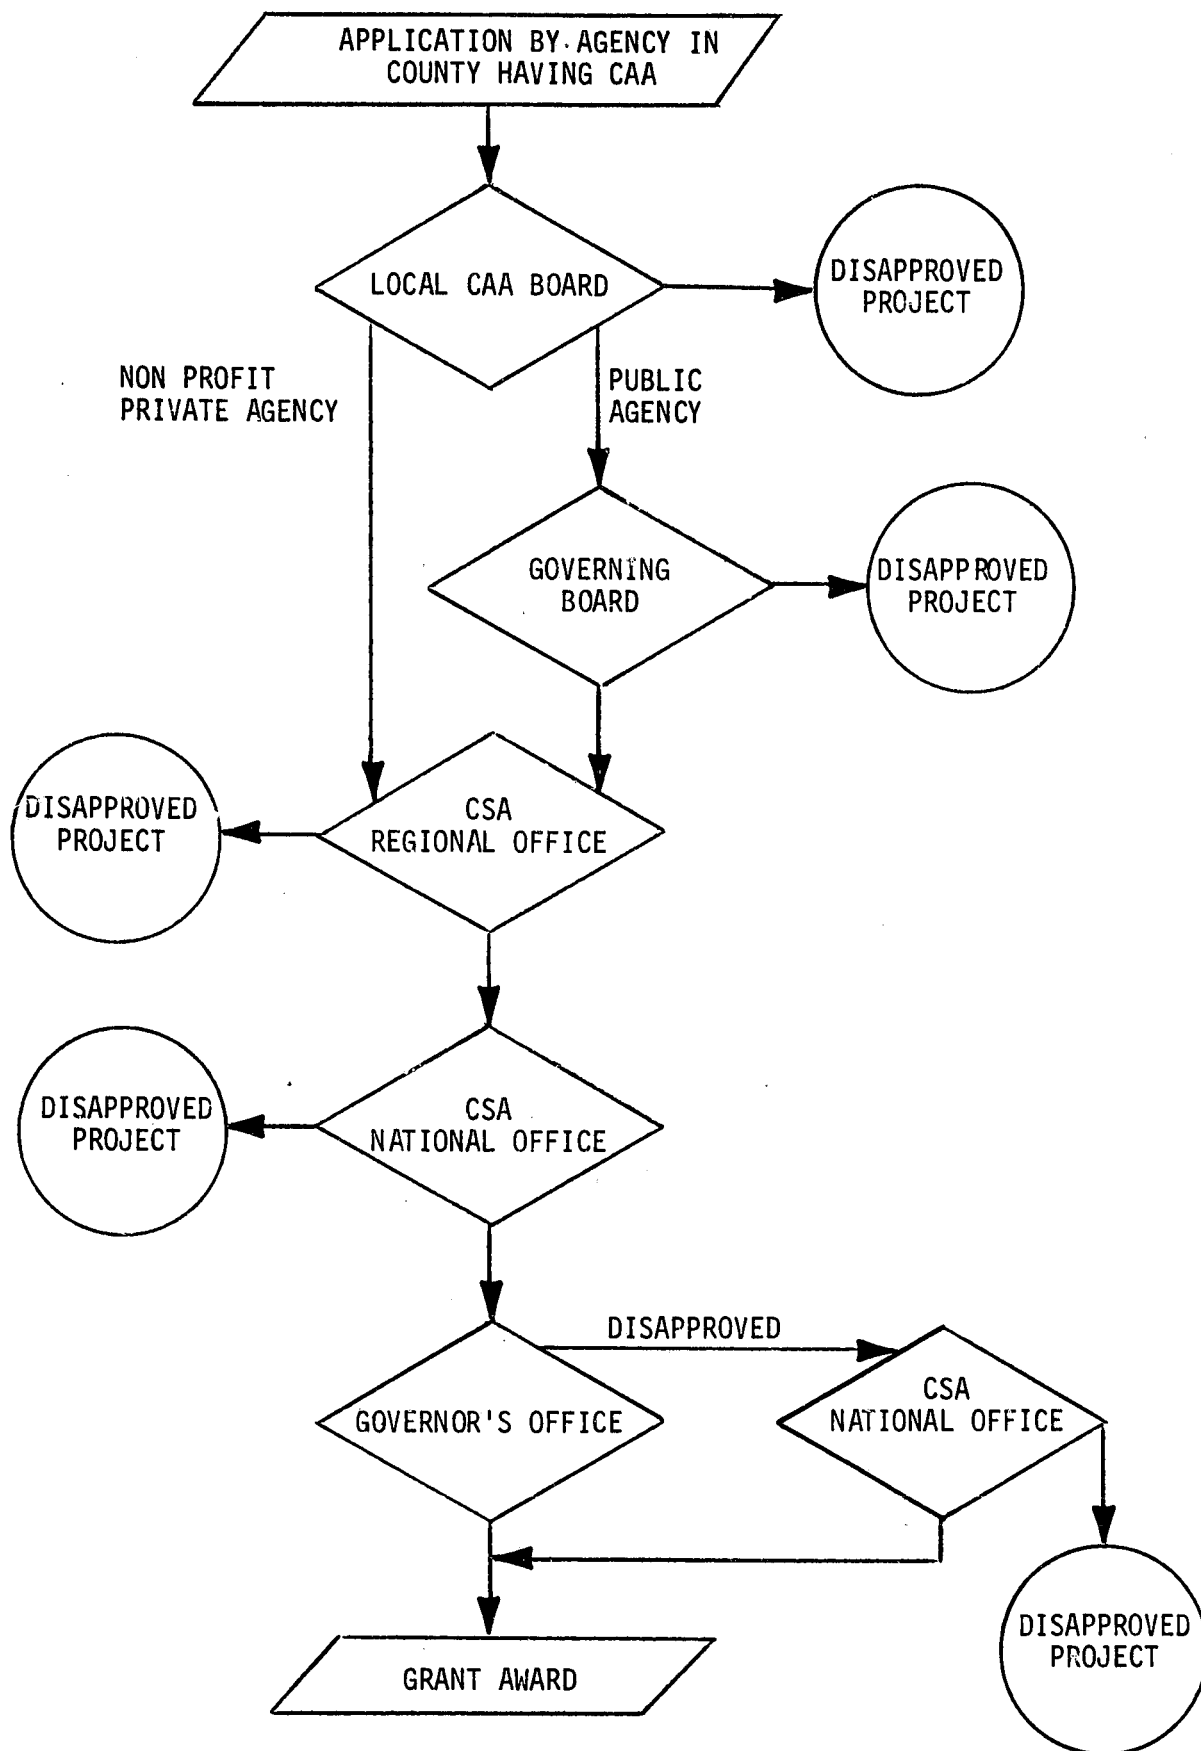 APPLICATION BY AGENCY IN
COUNTY HAVING CAA
LOCAL CAA BOARD
DISAPPROVED
PROJECT
NON PROFIT
PRIVATE AGENCY
PUBLIC
AGENCY
GOVERNING
BOARD
DISAPPROVED
PROJECT
CSA
REGIONAL OFFICE
DISAPPROVED
PROJECT
CSA
NATIONAL OFFICE
DISAPPROVED
PROJECT
DISAPPROVED
GOVERNOR'S OFFICE
CSA
NATIONAL OFFICE
DISAPPROVED
PROJECT
GRANT AWARD